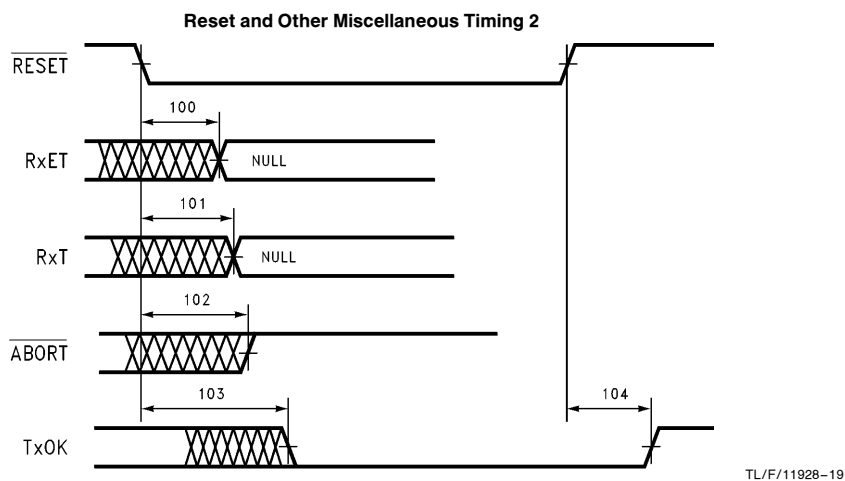 Reset and Other Miscellaneous Timing 2
RESET
100
RxET
NULL
101
RxT
NULL
102
ABORT
103
104
TxOK
TL/F/11928–19